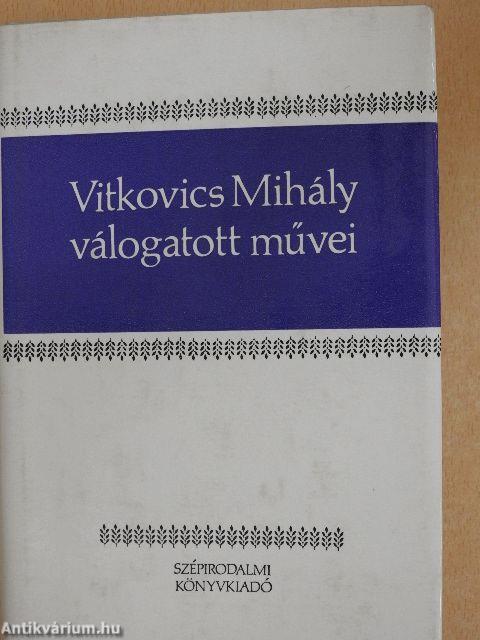 Vitkovics Mihály
válogatott művei
SZÉPIRODALMI
KÖNYVKIADÓ
Antikvárium.hu